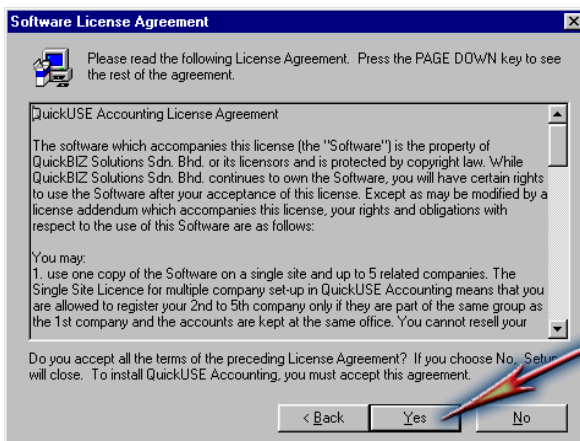 Software License Agreement
Please read the following License Agreement. Press the PAGE DOWN key to see
the rest of the agreement.
QuickUSE Accounting License Agreement
The software which accompanies this license (the "Software") is the property of
QuickBIZ Solutions Sdn. Bhd. or its licensors and is protected by copyright law. While
QuickBIZ Solutions Sdn. Bhd. continues to own the Software, you will have certain rights
to use the Software after your acceptance of this license. Except as may be modified by a
license addendum which accompanies this license, your rights and obligations with
respect to the use of this Software are as follows:
You may:
1. use one copy of the Software on a single site and up to 5 related companies. The
Single Site Licence for multiple company set-up in QuickUSE Accounting means that you
are allowed to register your 2nd to 5th company only if they are part of the same group as
the 1st company and the accounts are kept at the same office. You cannot resell your
Do you accept all the terms of the preceding License Agreement? If you choose No, Setup
will close. To install QuickUSE Accounting, you must accept this agreement.
< Back
Yes
No